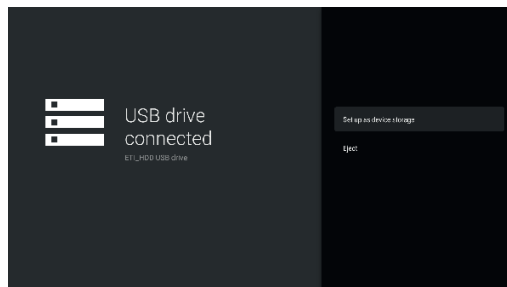 USB drive
connected
ETI_HDD USB drive
Set up as device storage
Eject